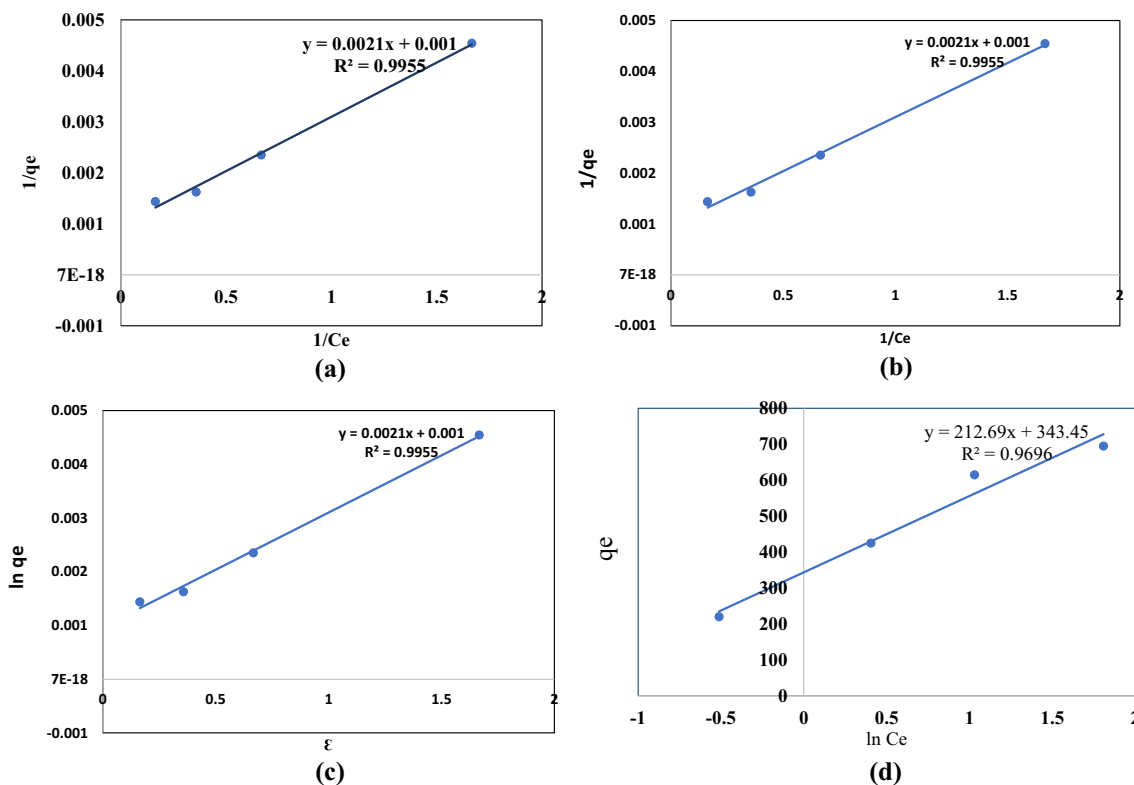 0.005
0.004
0.003
0.002
0.001
7E-18
-0.001
1/qe
y = 0.0021x + 0.001
R² = 0.9955
0 0.5 1 1.5 2
1/Ce
(a)
0.005
0.004
0.003
0.002
0.001
7E-18
-0.001
1/qe
y = 0.0021x + 0.001
R² = 0.9955
0 0.5 1 1.5 2
1/Ce
(b)
0.005
0.004
0.003
0.002
0.001
7E-18
-0.001
ln qe
y = 0.0021x + 0.001
R² = 0.9955
0 0.5 1 1.5 2
ε
(c)
800
700
600
500
400
300
200
100
0
qe
y = 212.69x + 343.45
R² = 0.9696
-1 -0.5 0 0.5 1 1.5 2
ln Ce
(d)